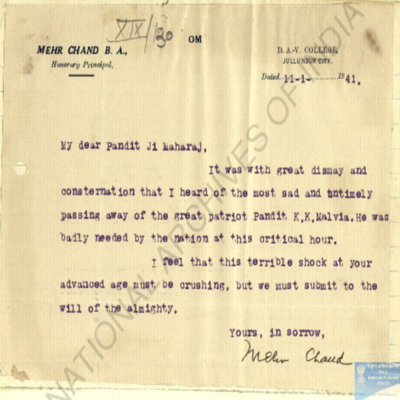 XIX/30
OM
MEHR CHAND B. A.,
Honorary Principal,
D. A.-V. COLLEGE,
JULLUNDUR CITY.
Dated 11-1- 1941.
My dear Pandit Ji Maharaj,
It was with great dismay and
consternation that I heard of the most sad and untimely
passing away of the great patriot Pandit K.K.Malvia. He was
badly needed by the nation at this critical hour.
I feel that this terrible shock at your
advanced age must be crushing, but we must submit to the
will of the almighty.
Yours, in sorrow,
Mehr Chand
NATIONAL ARCHIVES OF INDIA